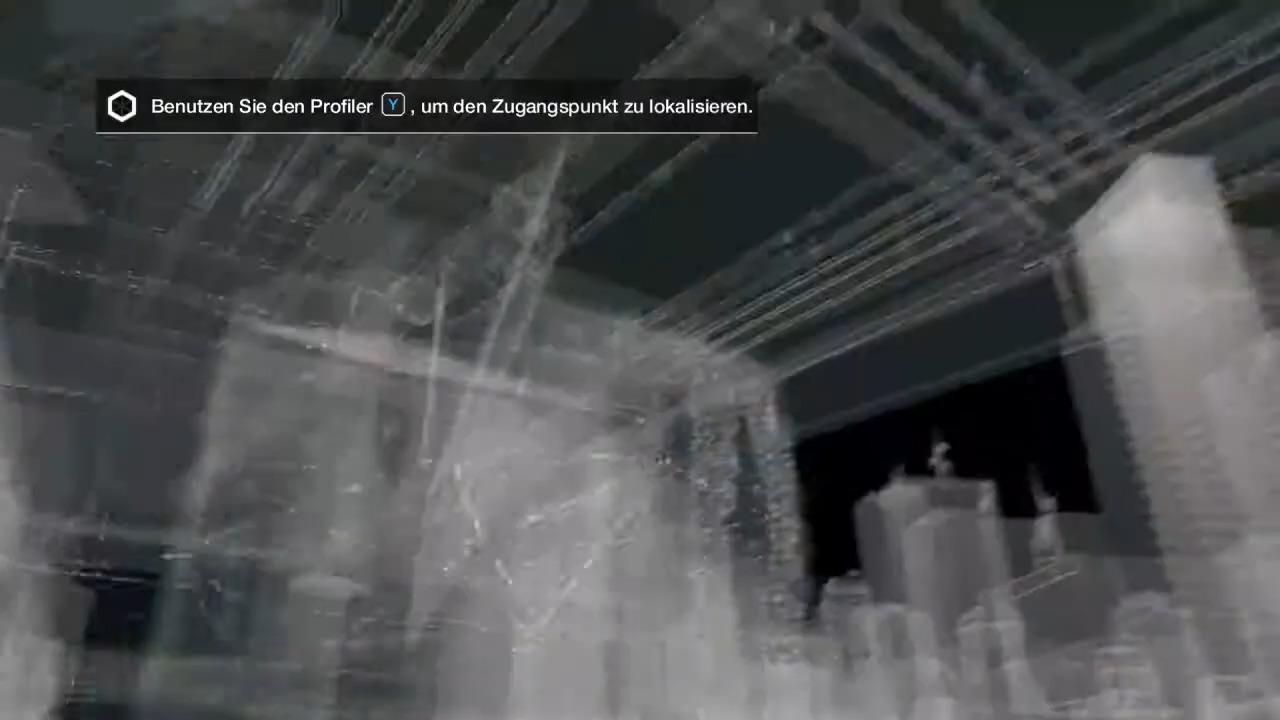 Benutzen Sie den Profiler Y, um den Zugangspunkt zu lokalisieren.